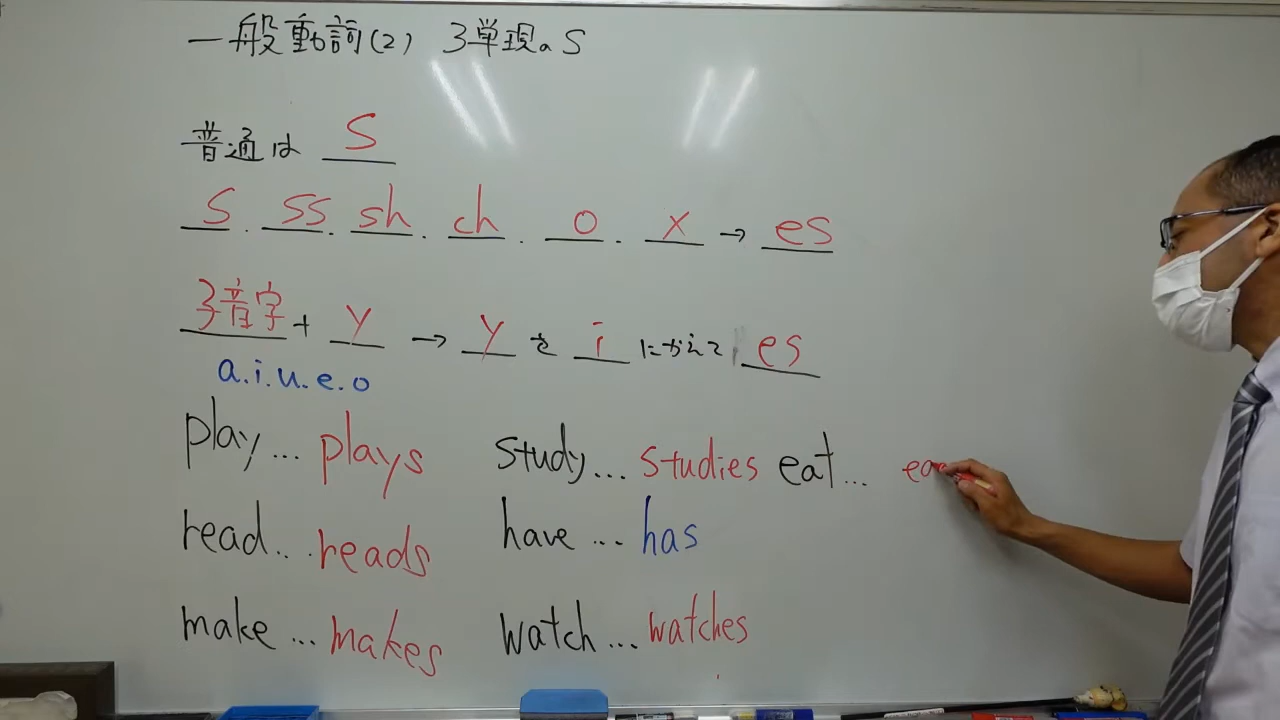 一般動詞(2) 3単現のS
普通は S
S. SS. sh. ch. o. x → es
子音字 + y → y を i にかえて es
a.i.u.e.o
play... plays study... studies eat... ea
read... reads have... has
make... makes watch... watches